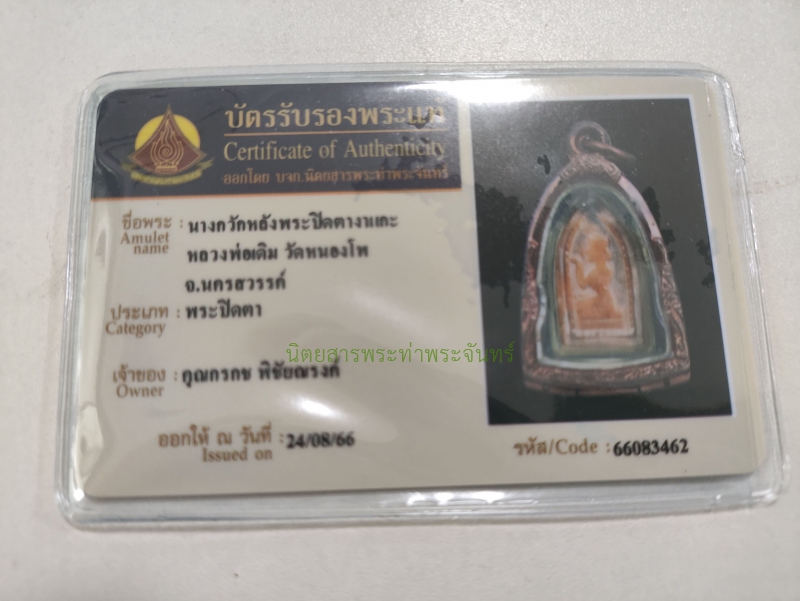 บัตรรับรองพระแท้
Certificate of Authenticity
ออกโดย บจก.นิตยสารพระท่าพระจันทร์
ชื่อพระ : นางกวักหลังพระปิดตางาแกะ
Amulet name
หลวงพ่อเดิม วัดหนองโพ
จ.นครสวรรค์
ประเภท : พระปิดตา
Category
นิตยสารพระท่าพระจันทร์
เจ้าของ : คุณกรกช พิชัยณรงค์
Owner
ออกให้ ณ วันที่ : 24/08/66
Issued on
รหัส/Code : 66083462